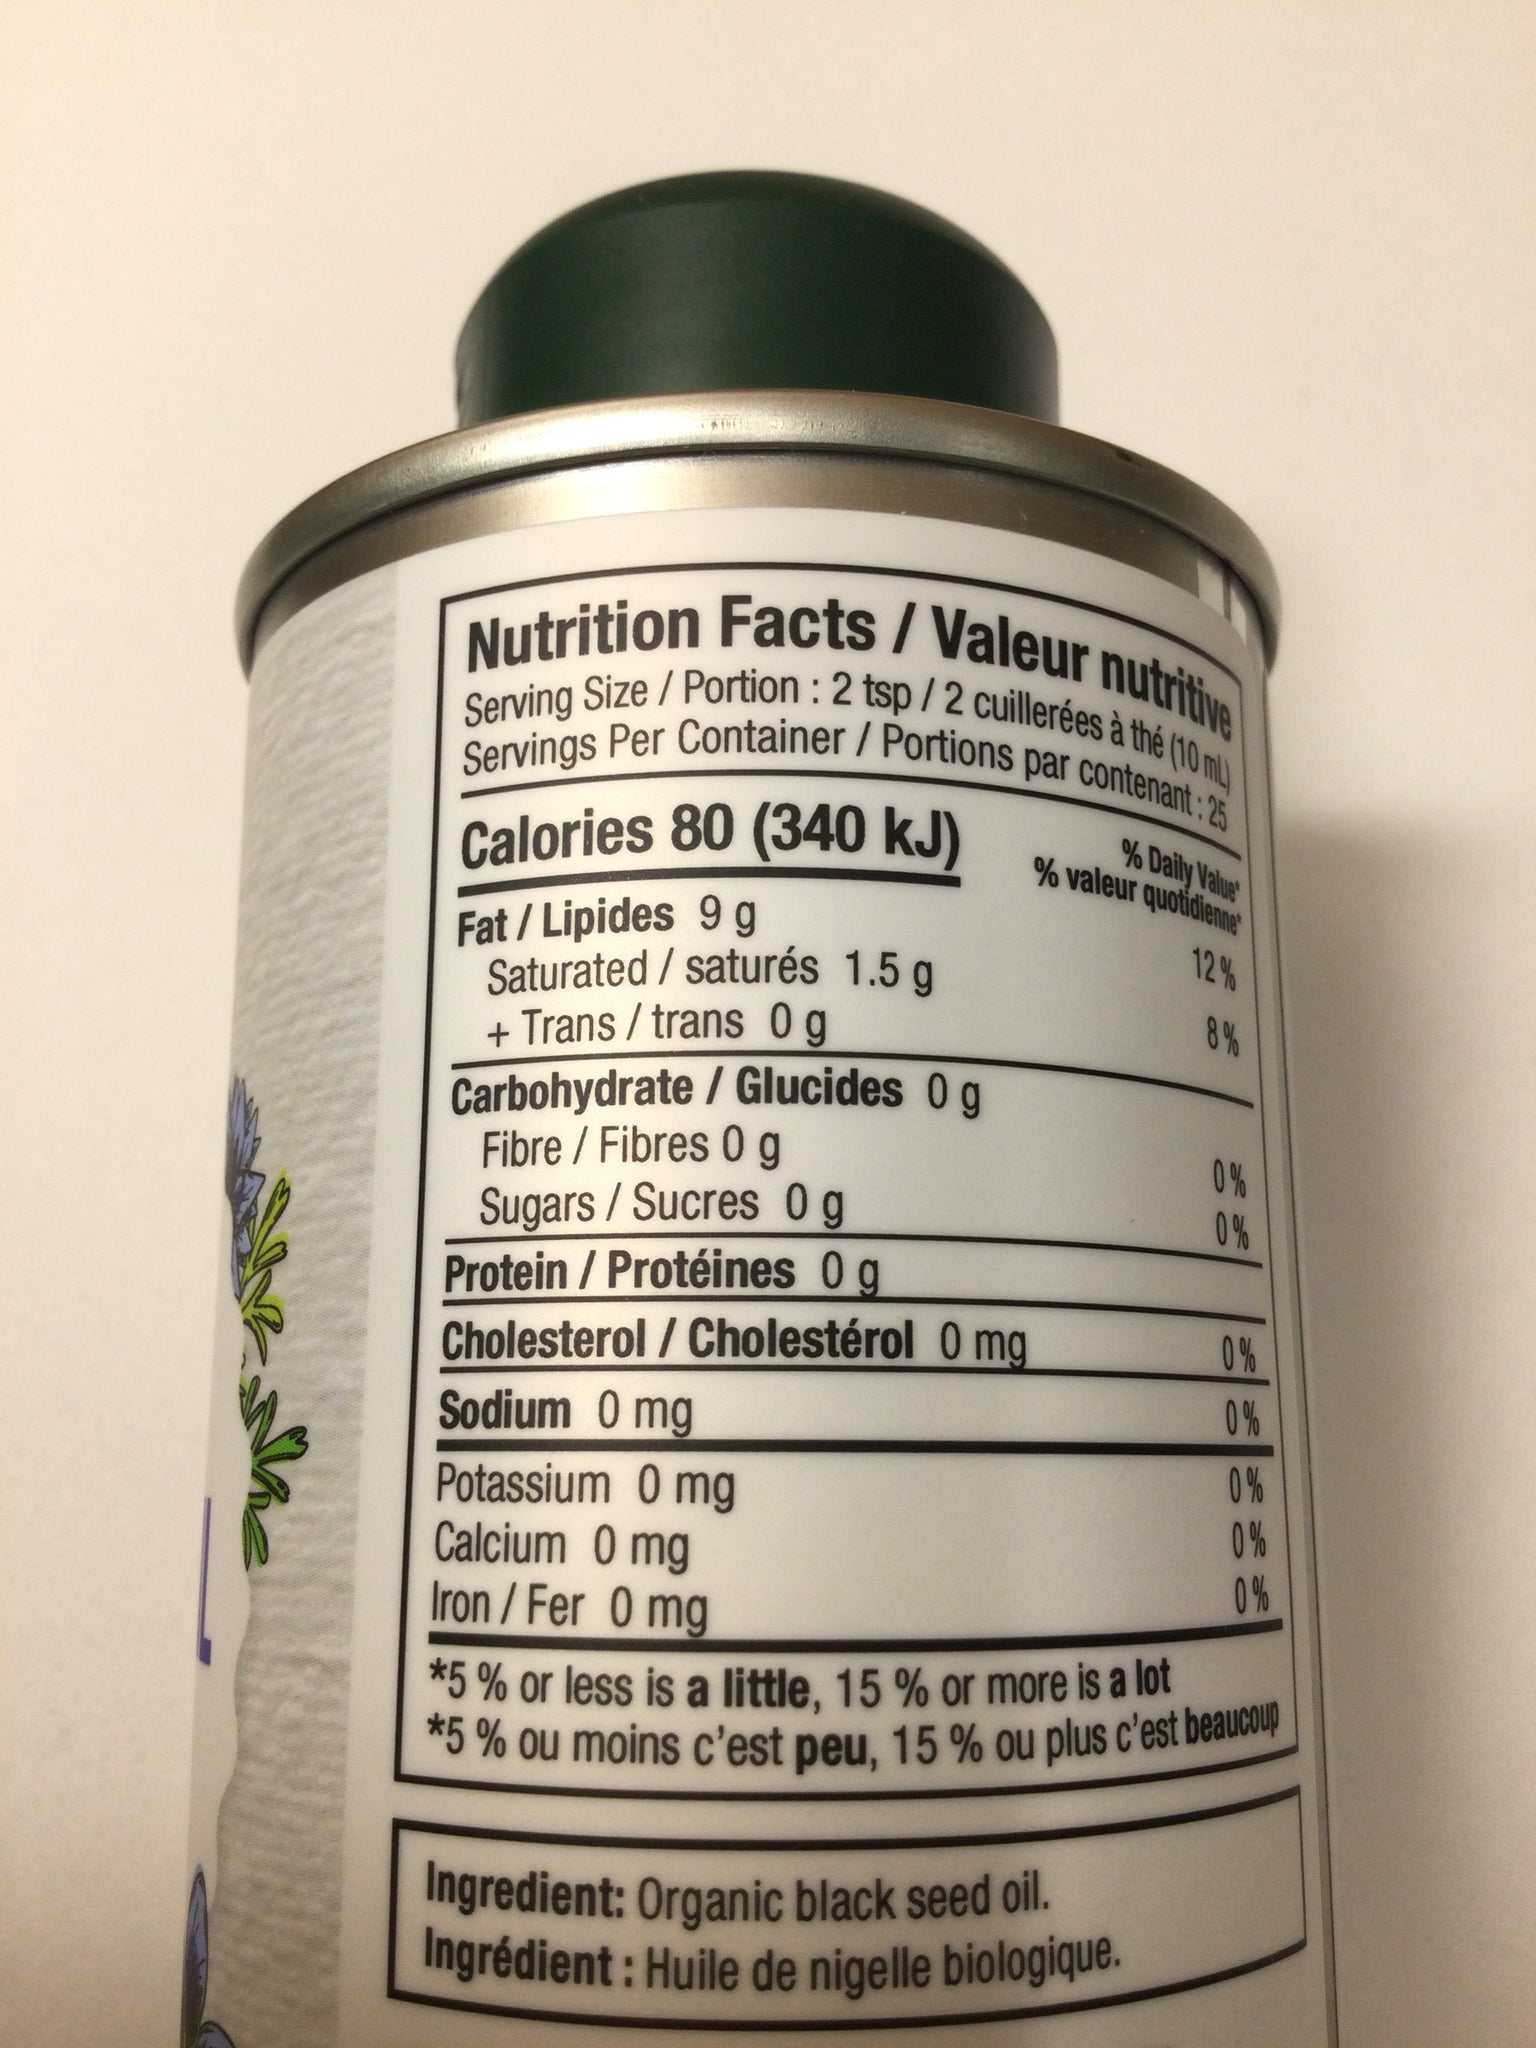 Nutrition Facts / Valeur nutritive
Serving Size / Portion : 2 tsp / 2 cuillerées à thé (10 mL)
Servings Per Container / Portions par contenant : 25
Calories 80 (340 kJ)
% Daily Value*
% valeur quotidienne*
Fat / Lipides 9 g 12 %
Saturated / saturés 1.5 g
+ Trans / trans 0 g 8 %
Carbohydrate / Glucides 0 g
Fibre / Fibres 0 g 0 %
Sugars / Sucres 0 g 0 %
Protein / Protéines 0 g
Cholesterol / Cholestérol 0 mg 0 %
Sodium 0 mg 0 %
Potassium 0 mg 0 %
Calcium 0 mg 0 %
Iron / Fer 0 mg 0 %
*5 % or less is a little, 15 % or more is a lot
*5 % ou moins c'est peu, 15 % ou plus c'est beaucoup
Ingredient: Organic black seed oil.
Ingrédient : Huile de nigelle biologique.